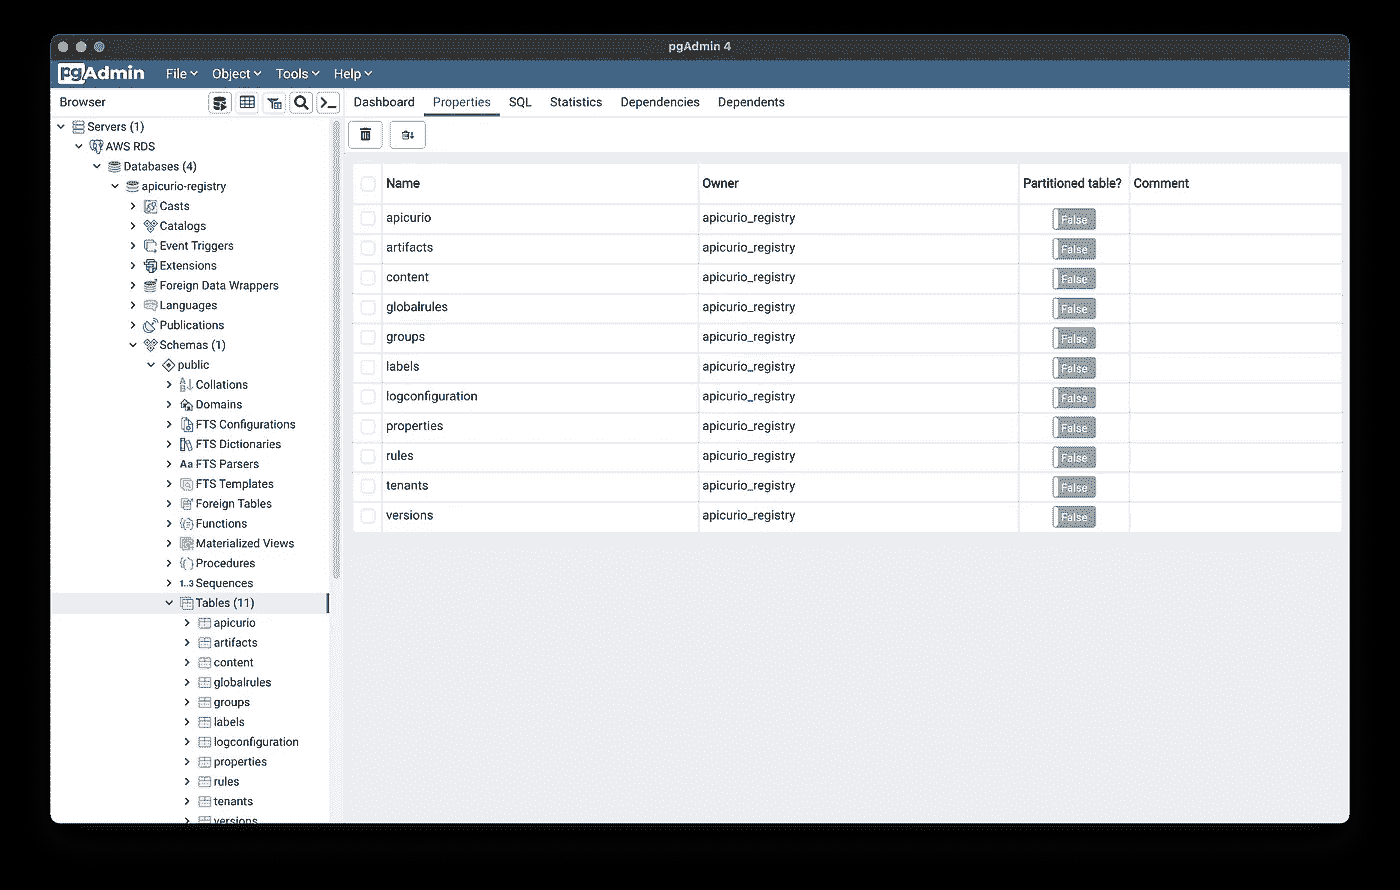 pgAdmin 4
pgAdmin File Object Tools Help
Browser
Dashboard Properties SQL Statistics Dependencies Dependents
Servers (1)
AWS RDS
Databases (4)
apicurio-registry
Casts
Catalogs
Event Triggers
Extensions
Foreign Data Wrappers
Languages
Publications
Schemas (1)
public
Collations
Domains
FTS Configurations
FTS Dictionaries
Aa FTS Parsers
FTS Templates
Foreign Tables
Functions
Materialized Views
Procedures
1..3 Sequences
Tables (11)
apicurio
artifacts
content
globalrules
groups
labels
logconfiguration
properties
rules
tenants
versions
Name Owner Partitioned table? Comment
apicurio apicurio_registry False
artifacts apicurio_registry False
content apicurio_registry False
globalrules apicurio_registry False
groups apicurio_registry False
labels apicurio_registry False
logconfiguration apicurio_registry False
properties apicurio_registry False
rules apicurio_registry False
tenants apicurio_registry False
versions apicurio_registry False